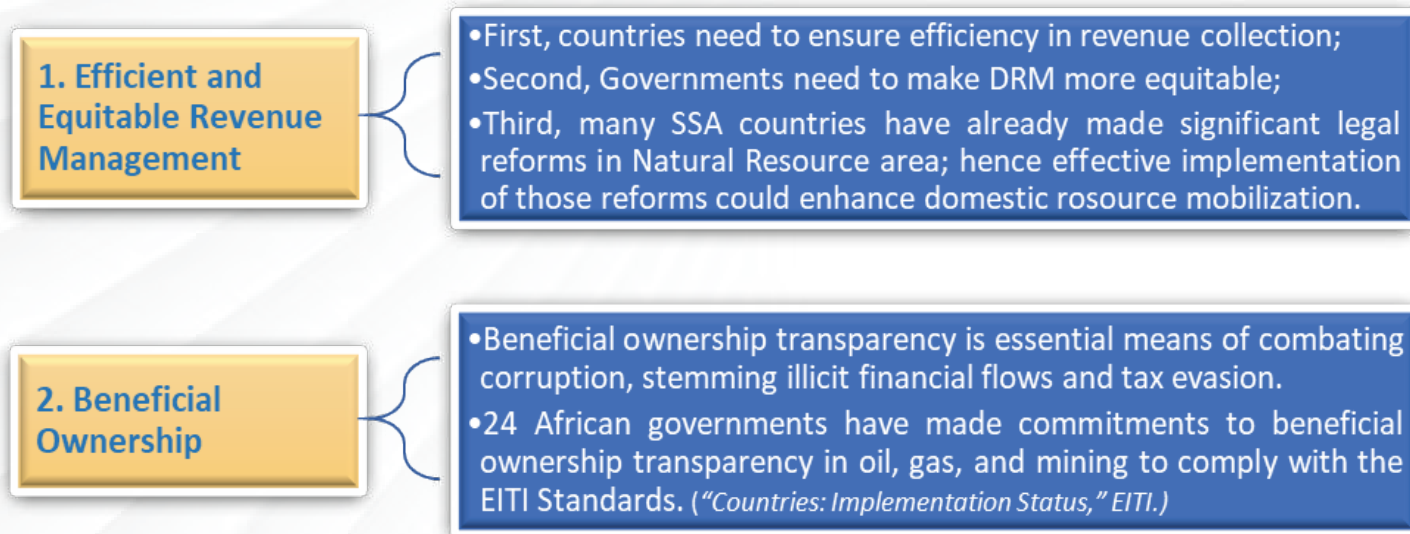 1. Efficient and
Equitable Revenue
Management
•First, countries need to ensure efficiency in revenue collection;
•Second, Governments need to make DRM more equitable;
•Third, many SSA countries have already made significant legal
reforms in Natural Resource area; hence effective implementation
of those reforms could enhance domestic rosource mobilization.
2. Beneficial
Ownership
•Beneficial ownership transparency is essential means of combating
corruption, stemming illicit financial flows and tax evasion.
•24 African governments have made commitments to beneficial
ownership transparency in oil, gas, and mining to comply with the
EITI Standards. (“Countries: Implementation Status,” EITI.)